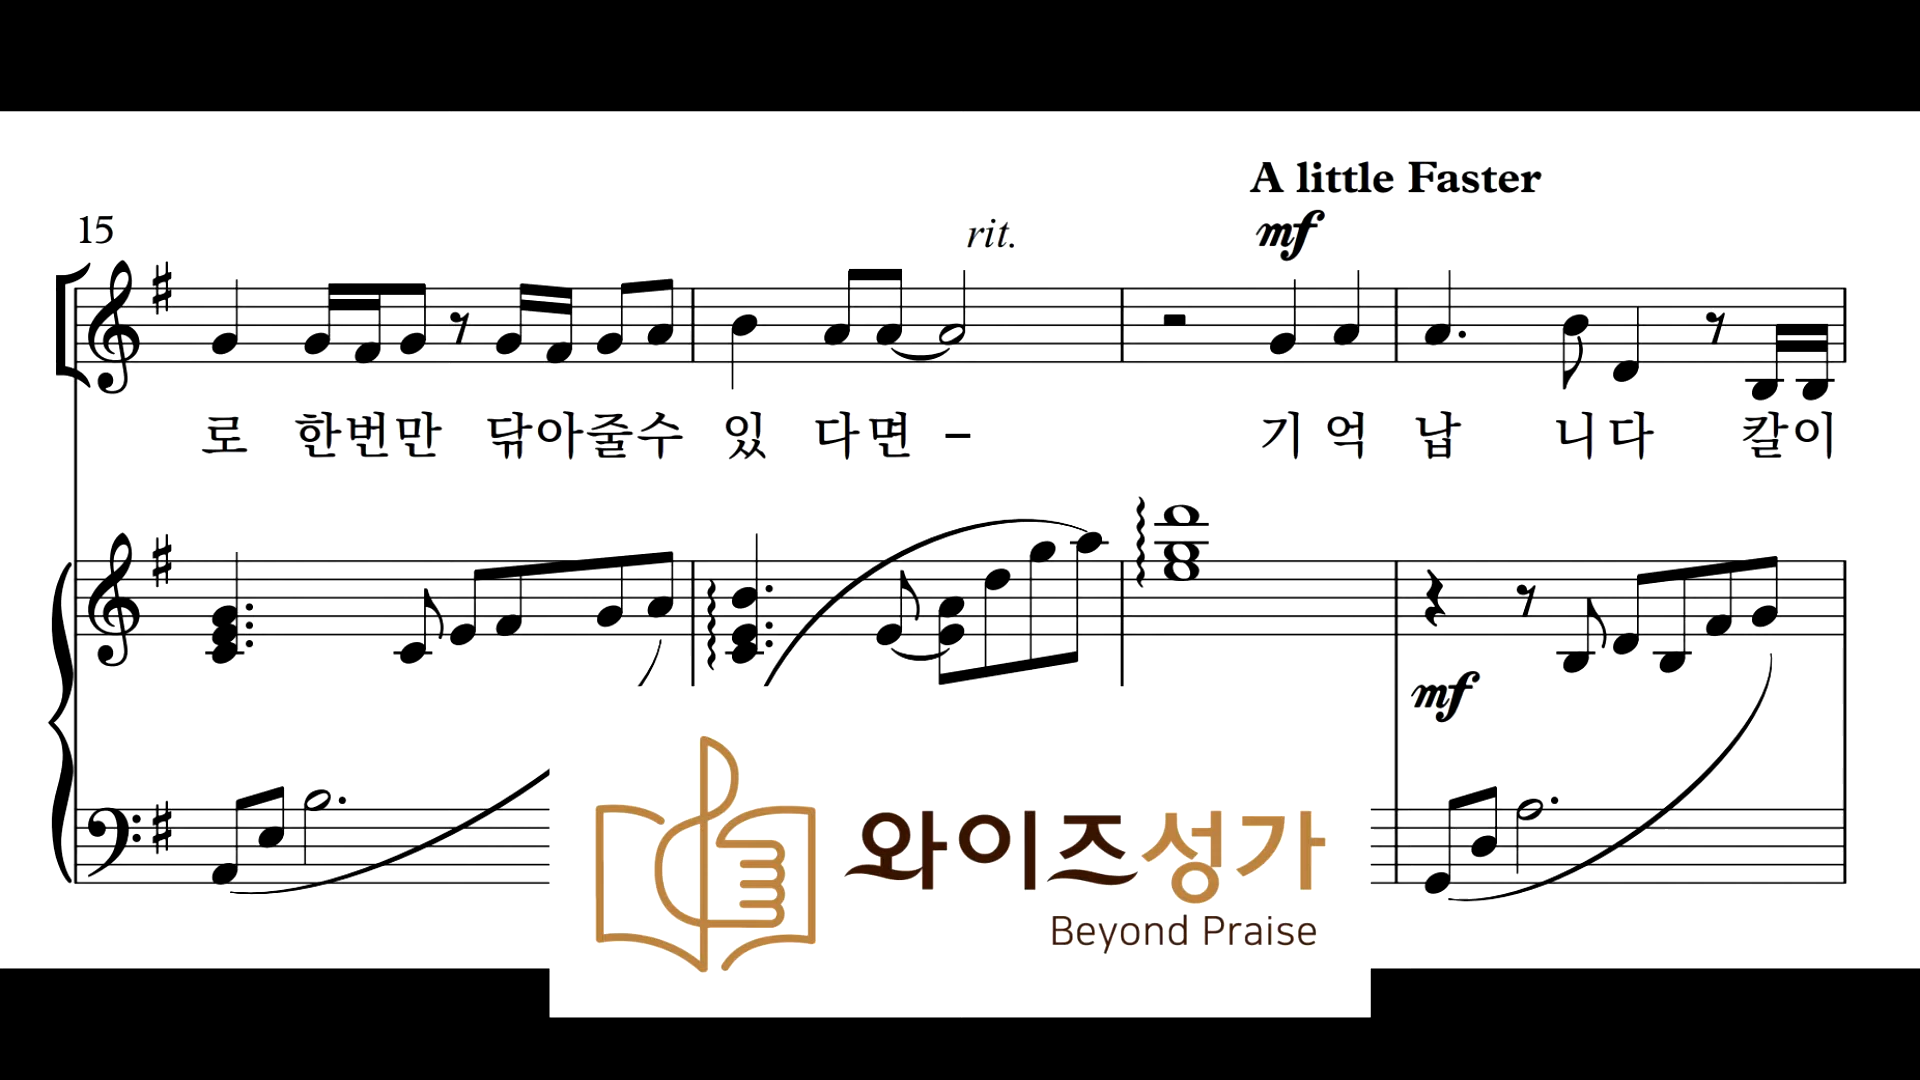 A little Faster
mf
15
rit.
로 한번만 닦아줄수 있 다면 – 기 억 납 니다 칼이
mf
와이즈성가
Beyond Praise